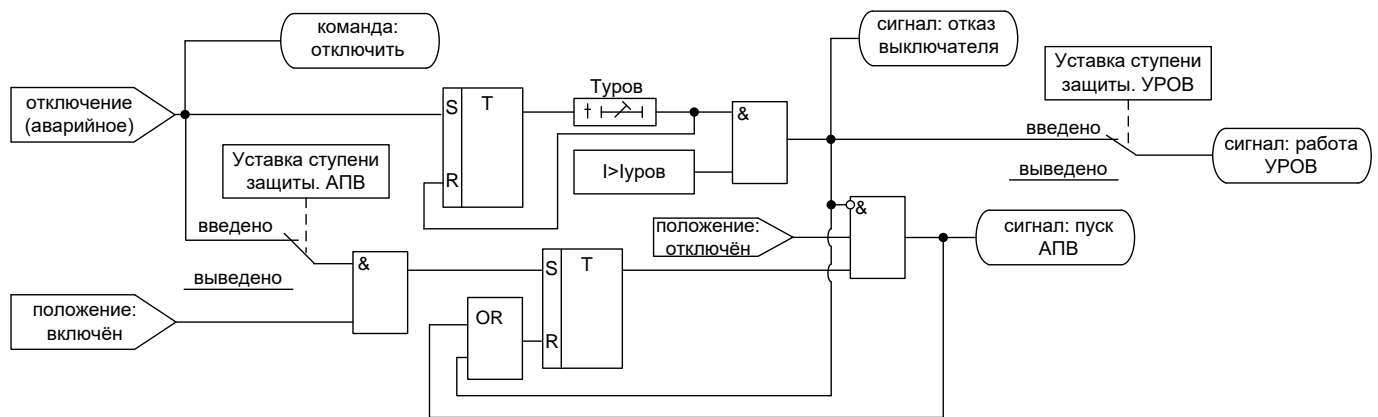 команда:
отключить
сигнал: отказ
выключателя
Уставка ступени
защиты. УРОВ
отключение
(аварийное)
S T
R
Tуров
&
I>Iуров
введено
выведено
сигнал: работа
УРОВ
Уставка ступени
защиты. АПВ
введено
выведено
&
положение:
включён
S T
R
OR
положение:
отключён
&
сигнал: пуск
АПВ